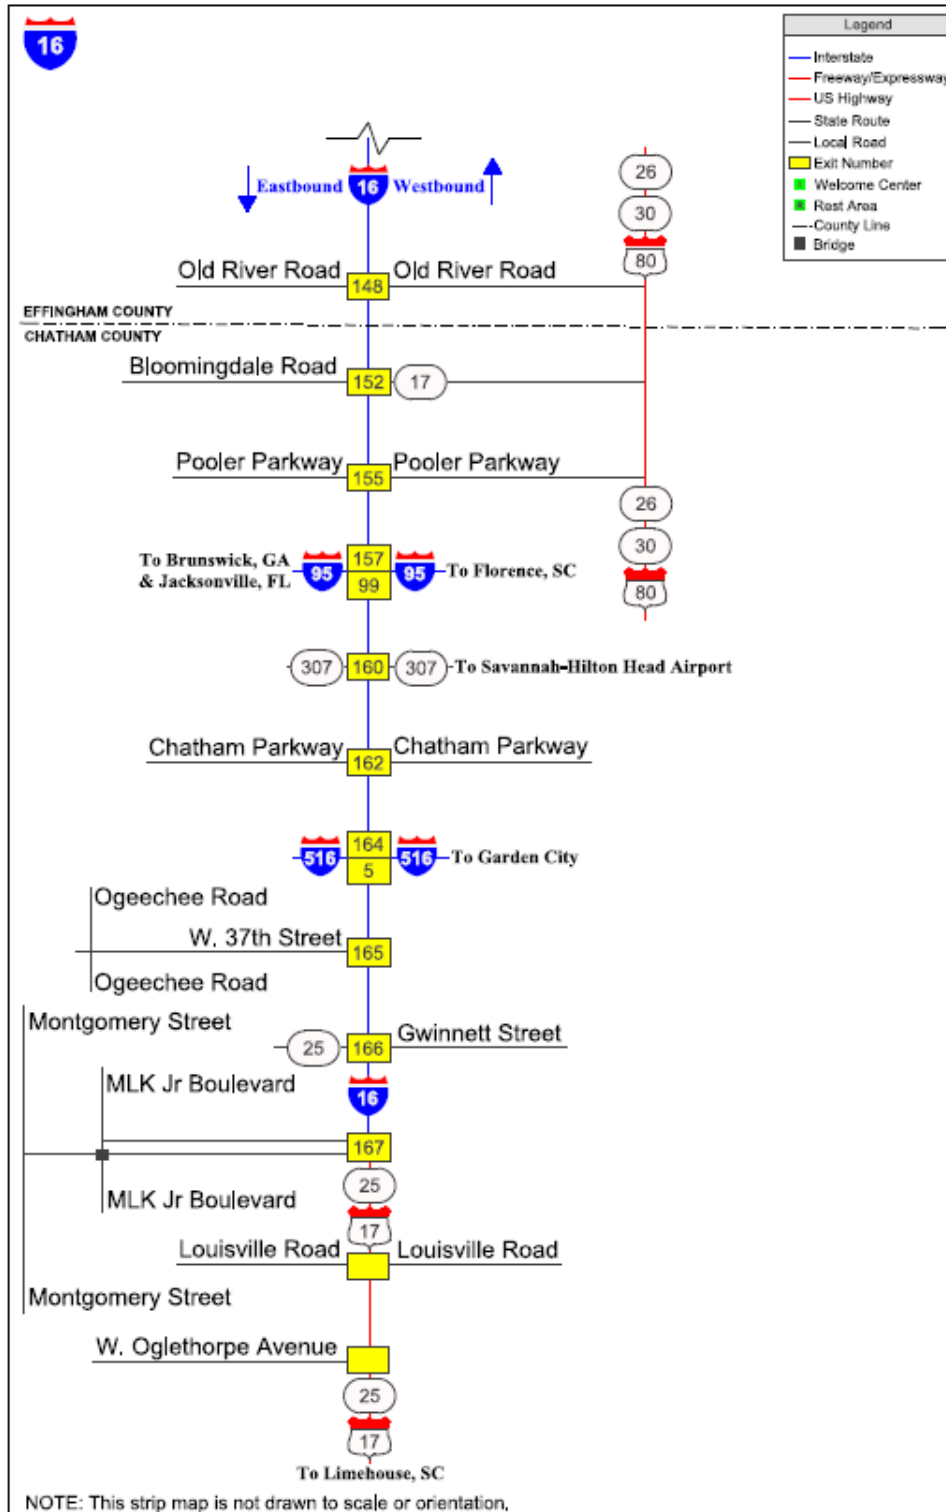 16
Legend
Interstate
Freeway/Expressway
US Highway
State Route
Local Road
Exit Number
Welcome Center
Rest Area
County Line
Bridge
Eastbound 16 Westbound
26
30
80
Old River Road 148 Old River Road
EFFINGHAM COUNTY
CHATHAM COUNTY
Bloomingdale Road 152 17
Pooler Parkway 155 Pooler Parkway
26
30
80
To Brunswick, GA
& Jacksonville, FL
95 157 95 To Florence, SC
99
307 160 307 To Savannah-Hilton Head Airport
Chatham Parkway 162 Chatham Parkway
516 164 516 To Garden City
5
Ogeechee Road
W. 37th Street 165
Ogeechee Road
Montgomery Street
25 166 Gwinnett Street
MLK Jr Boulevard
16
167
MLK Jr Boulevard
25
17
Louisville Road Louisville Road
Montgomery Street
W. Oglethorpe Avenue
25
17
To Limehouse, SC
NOTE: This strip map is not drawn to scale or orientation,